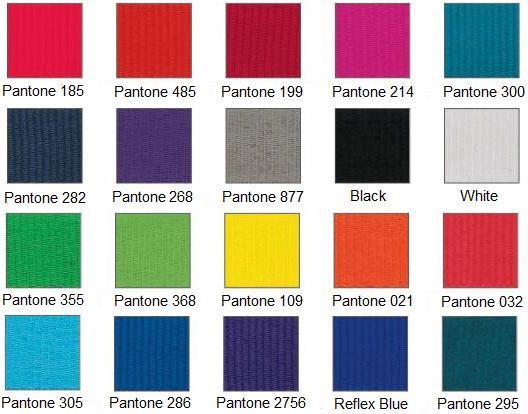 Pantone 185 Pantone 485 Pantone 199 Pantone 214 Pantone 300
Pantone 282 Pantone 268 Pantone 877 Black White
Pantone 355 Pantone 368 Pantone 109 Pantone 021 Pantone 032
Pantone 305 Pantone 286 Pantone 2756 Reflex Blue Pantone 295